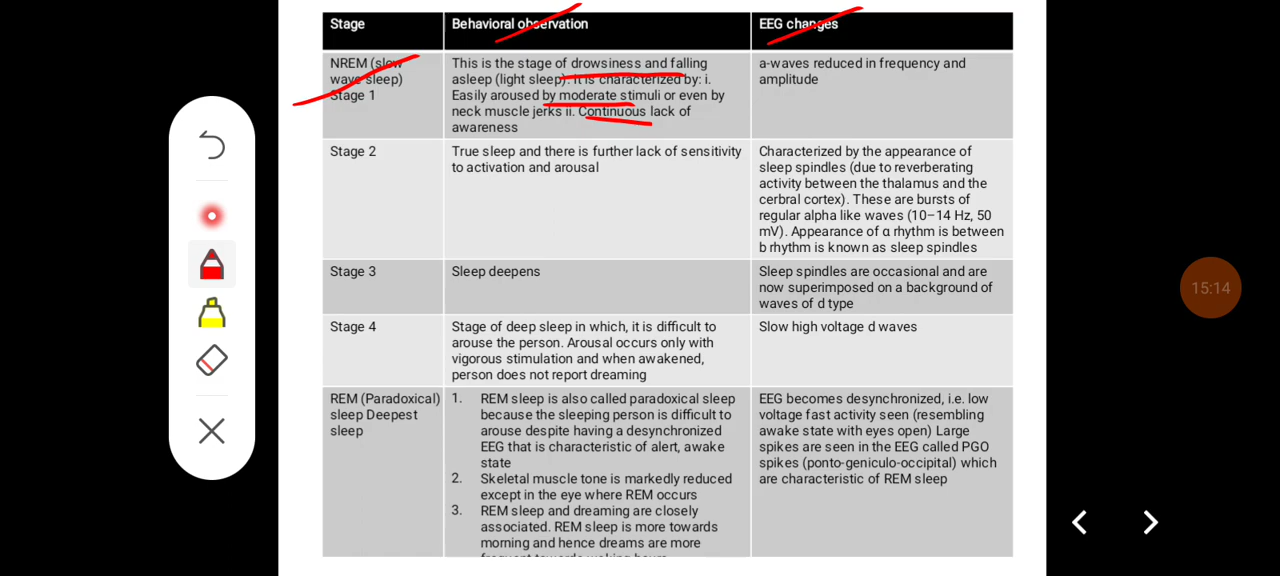 Stage Behavioral observation EEG changes
NREM (slow
wave sleep)
Stage 1
This is the stage of drowsiness and falling
asleep (light sleep). It is characterized by: i.
Easily aroused by moderate stimuli or even by
neck muscle jerks ii. Continuous lack of
awareness
a-waves reduced in frequency and
amplitude
Stage 2
True sleep and there is further lack of sensitivity
to activation and arousal
Characterized by the appearance of
sleep spindles (due to reverberating
activity between the thalamus and the
cerbral cortex). These are bursts of
regular alpha like waves (10–14 Hz, 50
mV). Appearance of α rhythm is between
b rhythm is known as sleep spindles
Stage 3
Sleep deepens
Sleep spindles are occasional and are
now superimposed on a background of
waves of d type
Stage 4
Stage of deep sleep in which, it is difficult to
arouse the person. Arousal occurs only with
vigorous stimulation and when awakened,
person does not report dreaming
Slow high voltage d waves
REM (Paradoxical)
sleep Deepest
sleep
1. REM sleep is also called paradoxical sleep
because the sleeping person is difficult to
arouse despite having a desynchronized
EEG that is characteristic of alert, awake
state
2. Skeletal muscle tone is markedly reduced
except in the eye where REM occurs
3. REM sleep and dreaming are closely
associated. REM sleep is more towards
morning and hence dreams are more
EEG becomes desynchronized, i.e. low
voltage fast activity seen (resembling
awake state with eyes open) Large
spikes are seen in the EEG called PGO
spikes (ponto-geniculo-occipital) which
are characteristic of REM sleep
15:14